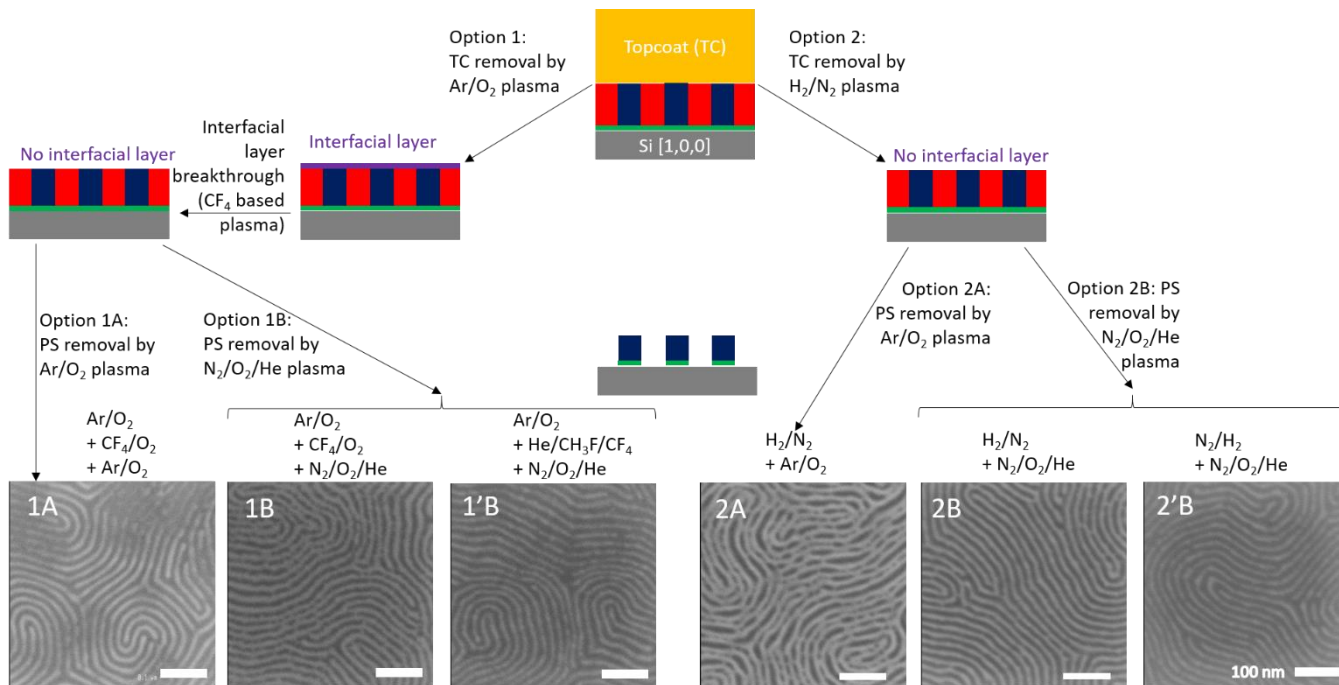 Option 1:
TC removal by
Ar/O2 plasma
Topcoat (TC)
Si [1,0,0]
Option 2:
TC removal by
H2/N2 plasma
No interfacial layer
Interfacial
layer
breakthrough
(CF4 based
plasma)
Interfacial layer
No interfacial layer
Option 1A:
PS removal by
Ar/O2 plasma
Option 1B:
PS removal by
N2/O2/He plasma
Option 2A:
PS removal by
Ar/O2 plasma
Option 2B: PS
removal by
N2/O2/He
plasma
Ar/O2
+ CF4/O2
+ Ar/O2
Ar/O2
+ CF4/O2
+ N2/O2/He
Ar/O2
+ He/CH3F/CF4
+ N2/O2/He
H2/N2
+ Ar/O2
H2/N2
+ N2/O2/He
N2/H2
+ N2/O2/He
1A
1B
1'B
2A
2B
2'B
100 nm